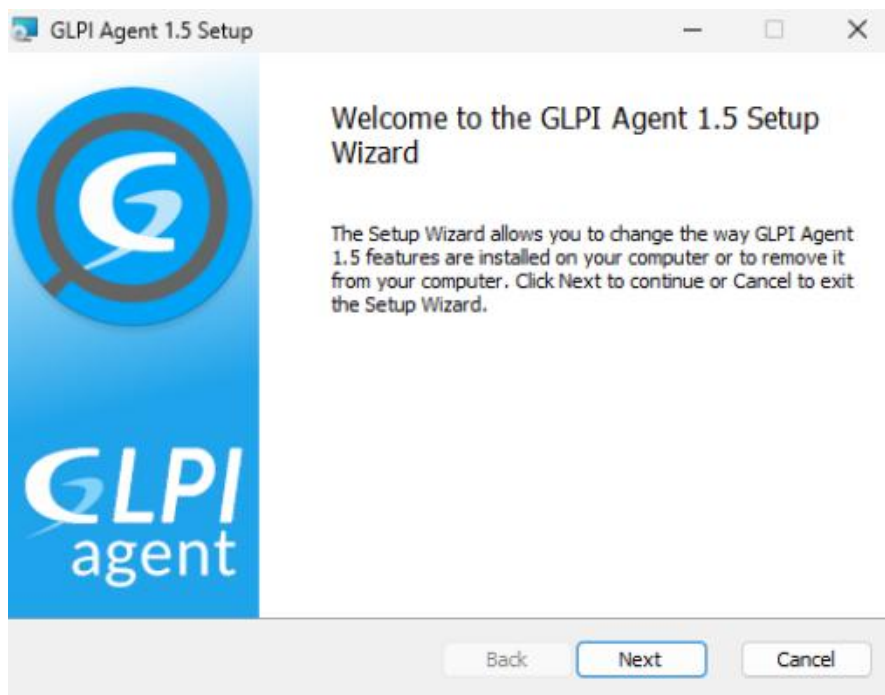 GLPI Agent 1.5 Setup
Welcome to the GLPI Agent 1.5 Setup
Wizard
The Setup Wizard allows you to change the way GLPI Agent
1.5 features are installed on your computer or to remove it
from your computer. Click Next to continue or Cancel to exit
the Setup Wizard.
GLPI
agent
Back Next Cancel